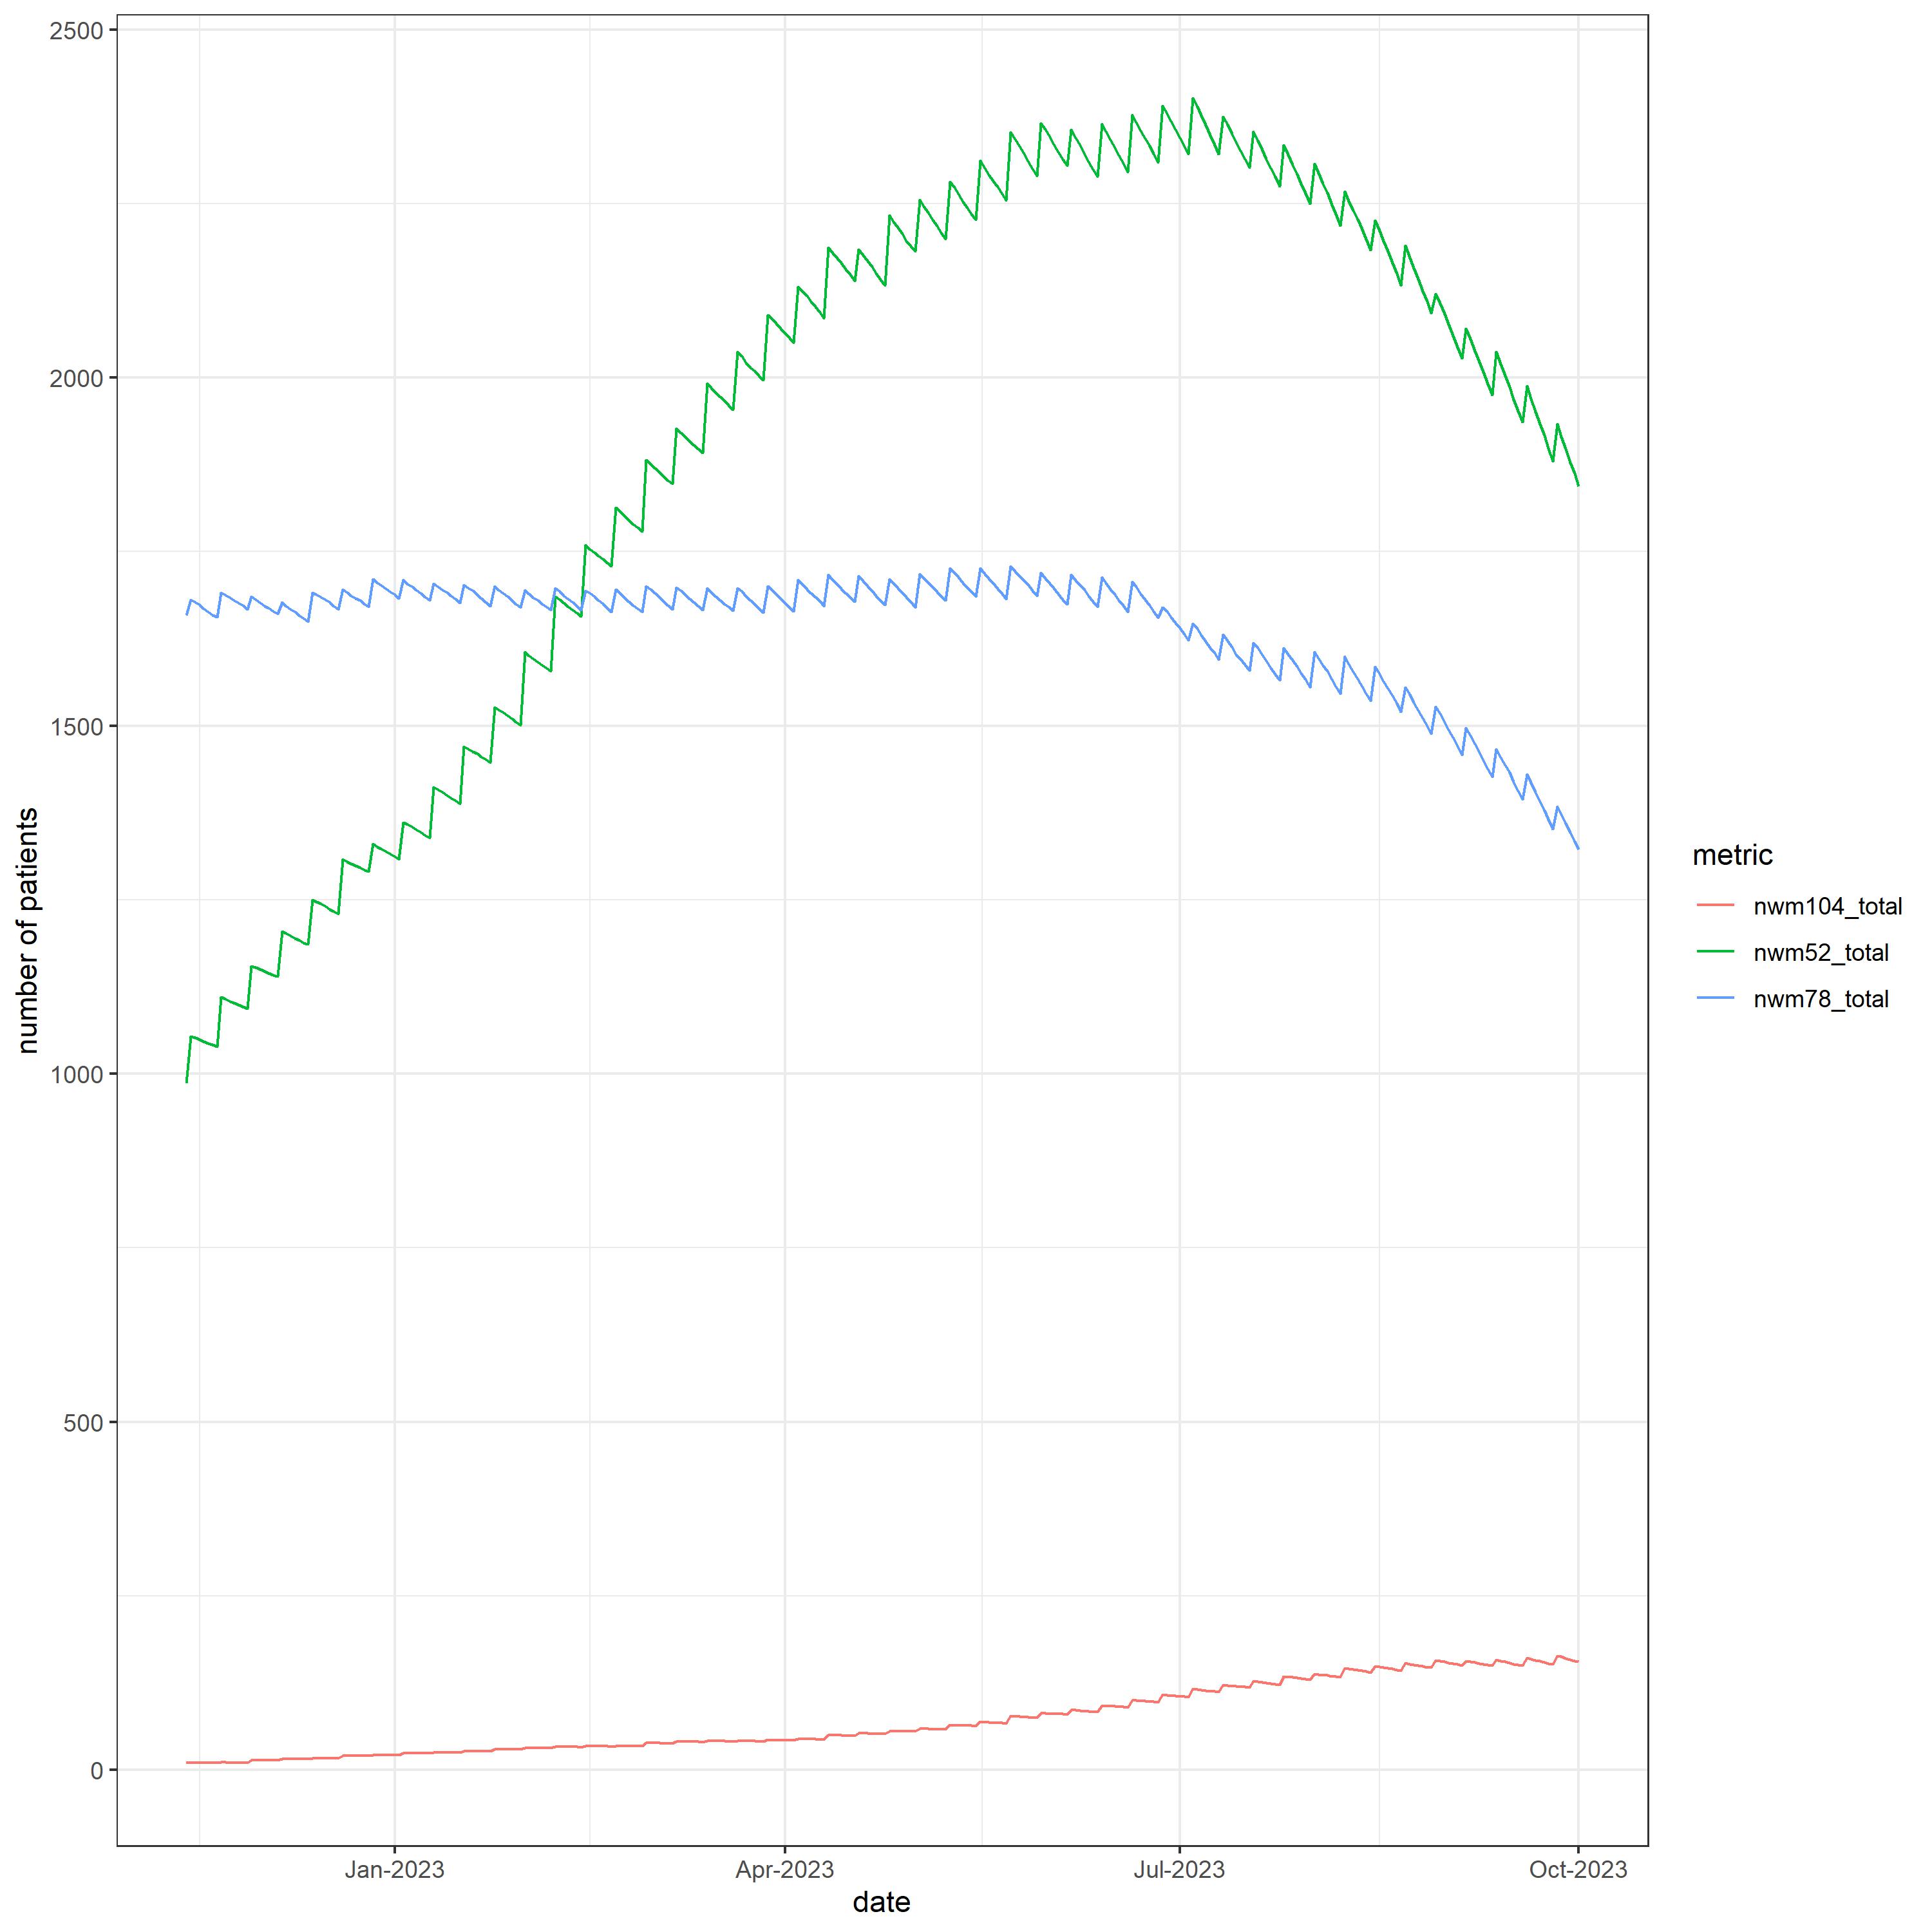 number of patients
2500
2000
1500
1000
500
0
Jan-2023 Apr-2023 Jul-2023 Oct-2023
date
metric
nwm104_total
nwm52_total
nwm78_total